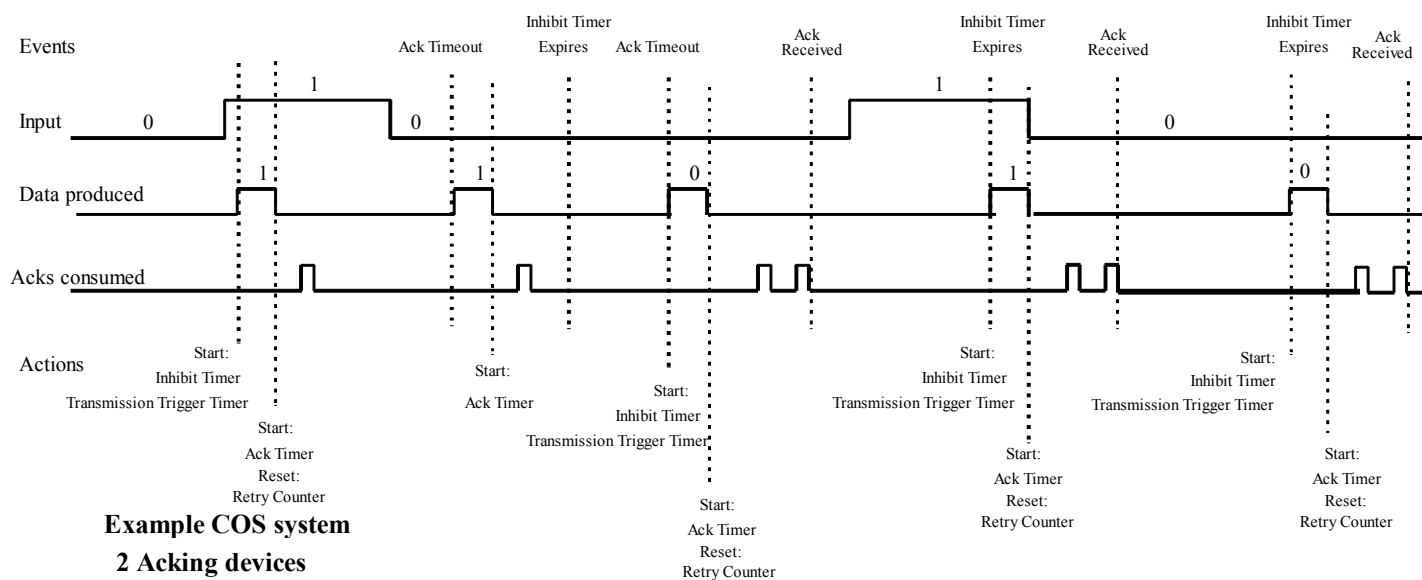 Events
Ack Timeout
Inhibit Timer
Expires
Ack Timeout
Ack
Received
Inhibit Timer
Expires
Ack
Received
Inhibit Timer
Expires
Ack
Received
Input
0
1
0
1
0
Data produced
1
1
0
1
0
Acks consumed
Actions
Start:
Inhibit Timer
Transmission Trigger Timer
Start:
Ack Timer
Reset:
Retry Counter
Start:
Ack Timer
Start:
Inhibit Timer
Transmission Trigger Timer
Start:
Ack Timer
Reset:
Retry Counter
Start:
Inhibit Timer
Transmission Trigger Timer
Start:
Ack Timer
Reset:
Retry Counter
Start:
Inhibit Timer
Transmission Trigger Timer
Start:
Ack Timer
Reset:
Retry Counter
Example COS system
2 Acking devices